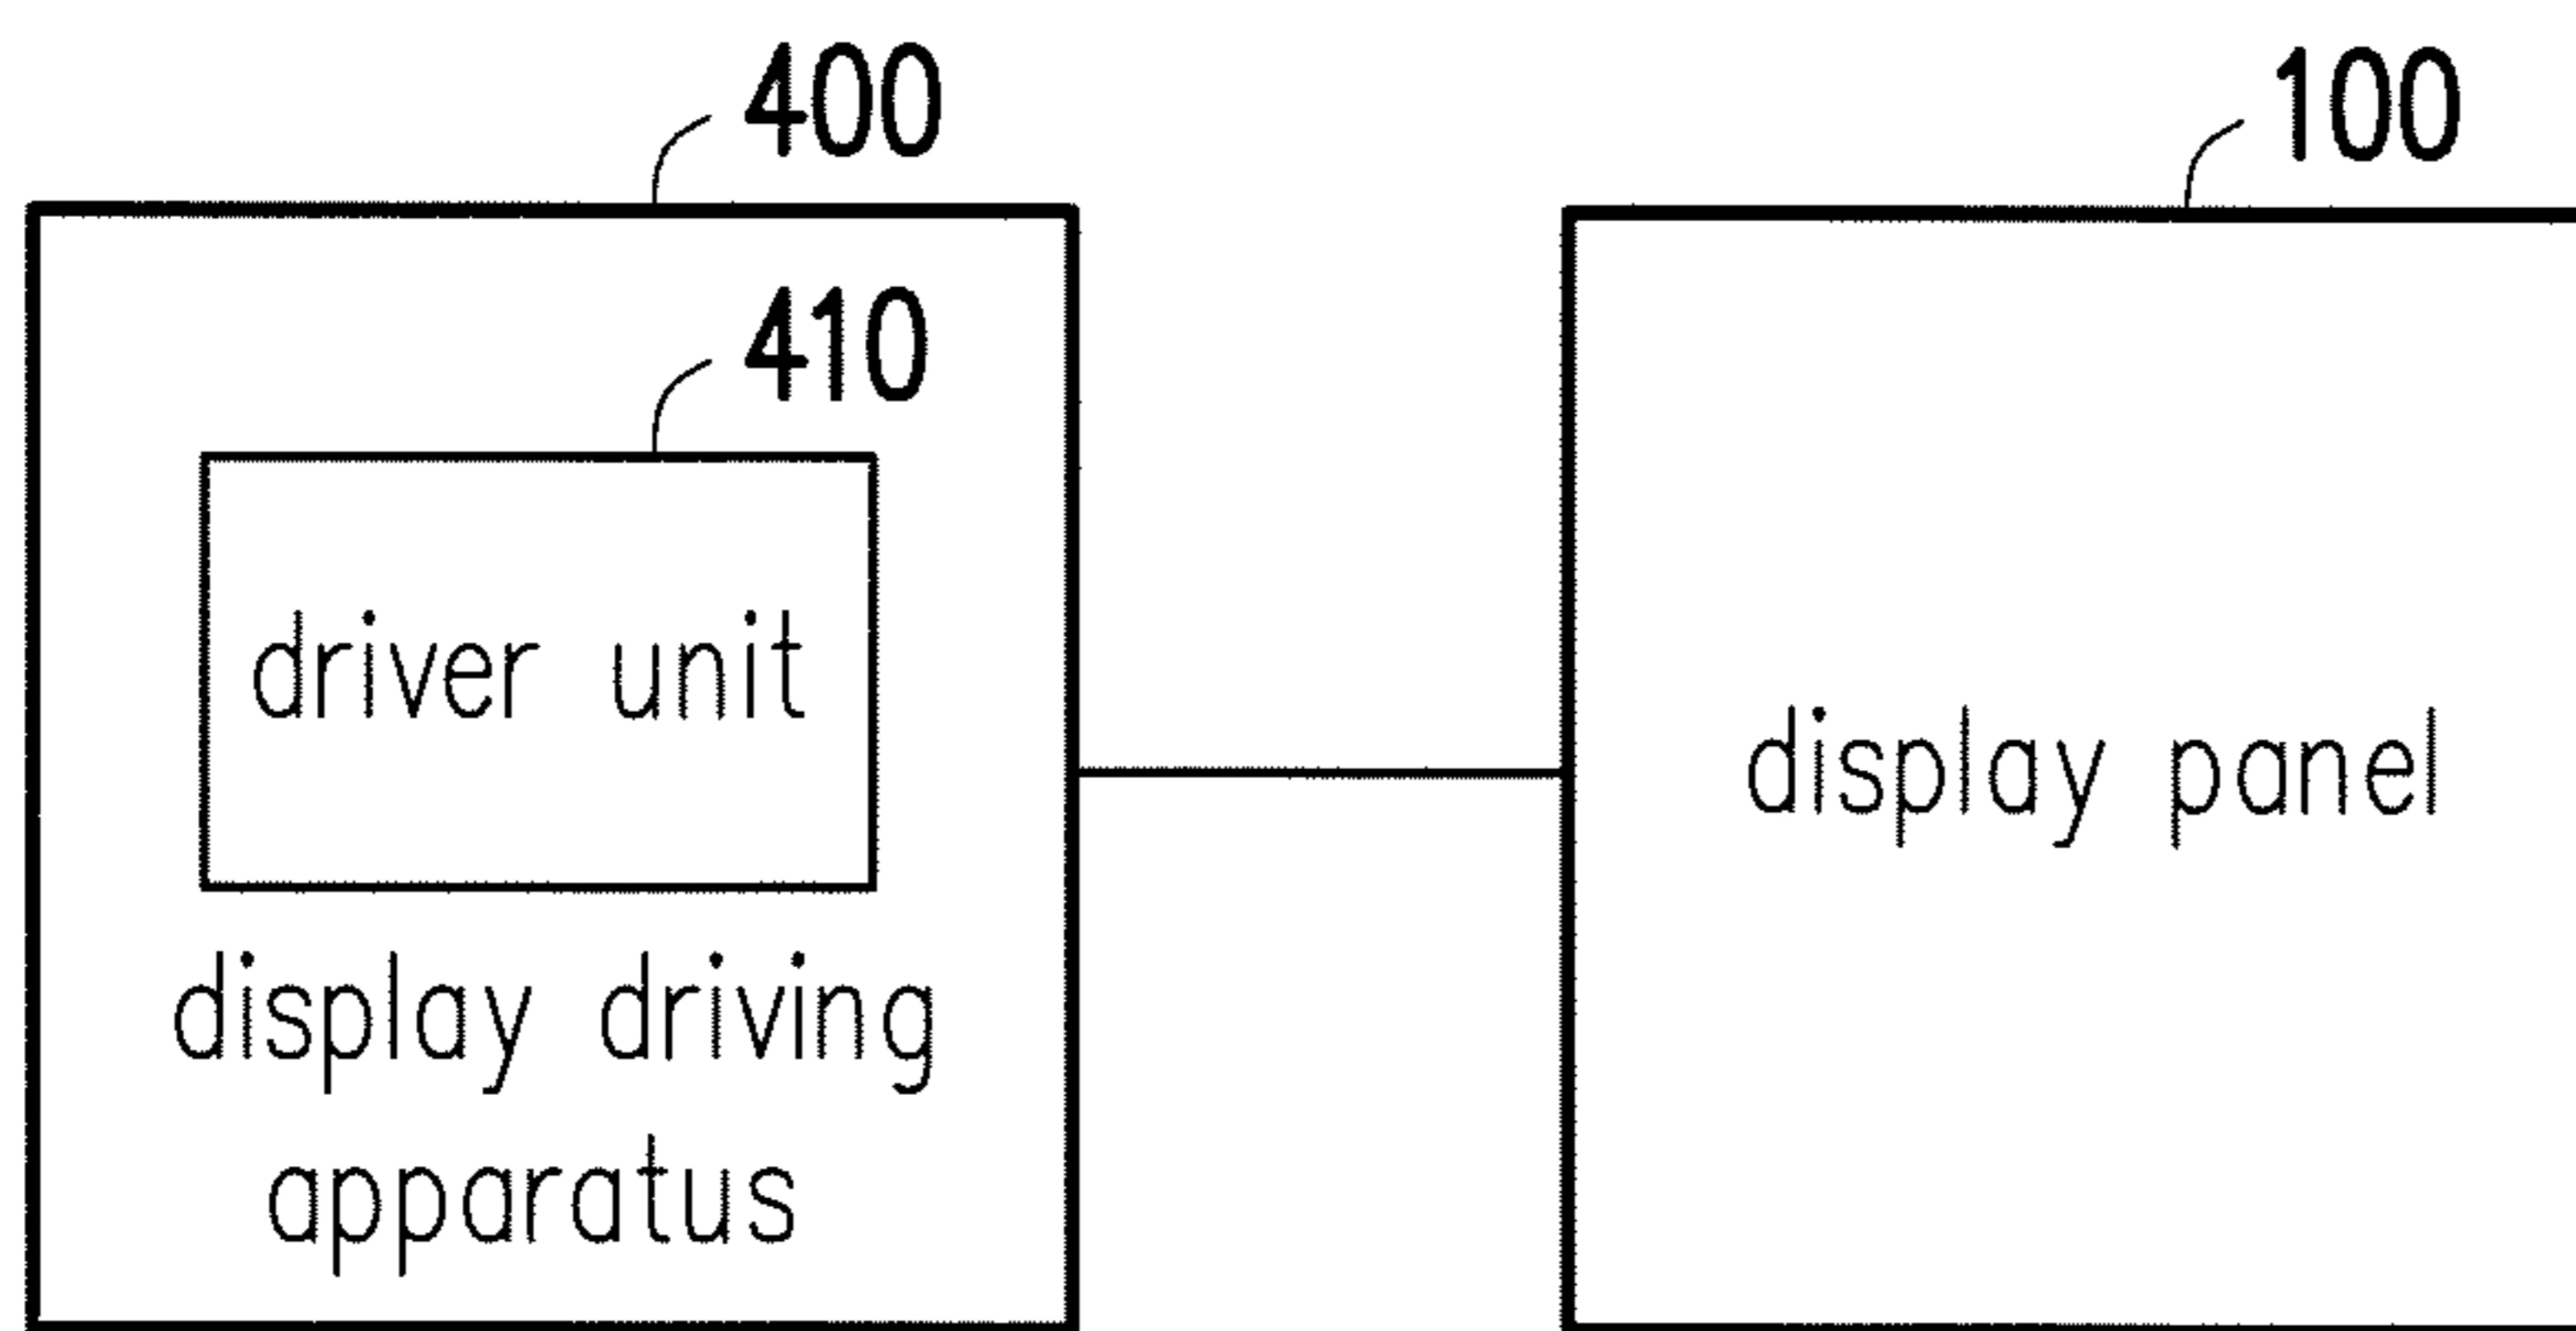 400
100
410
driver unit
display panel
display driving
apparatus